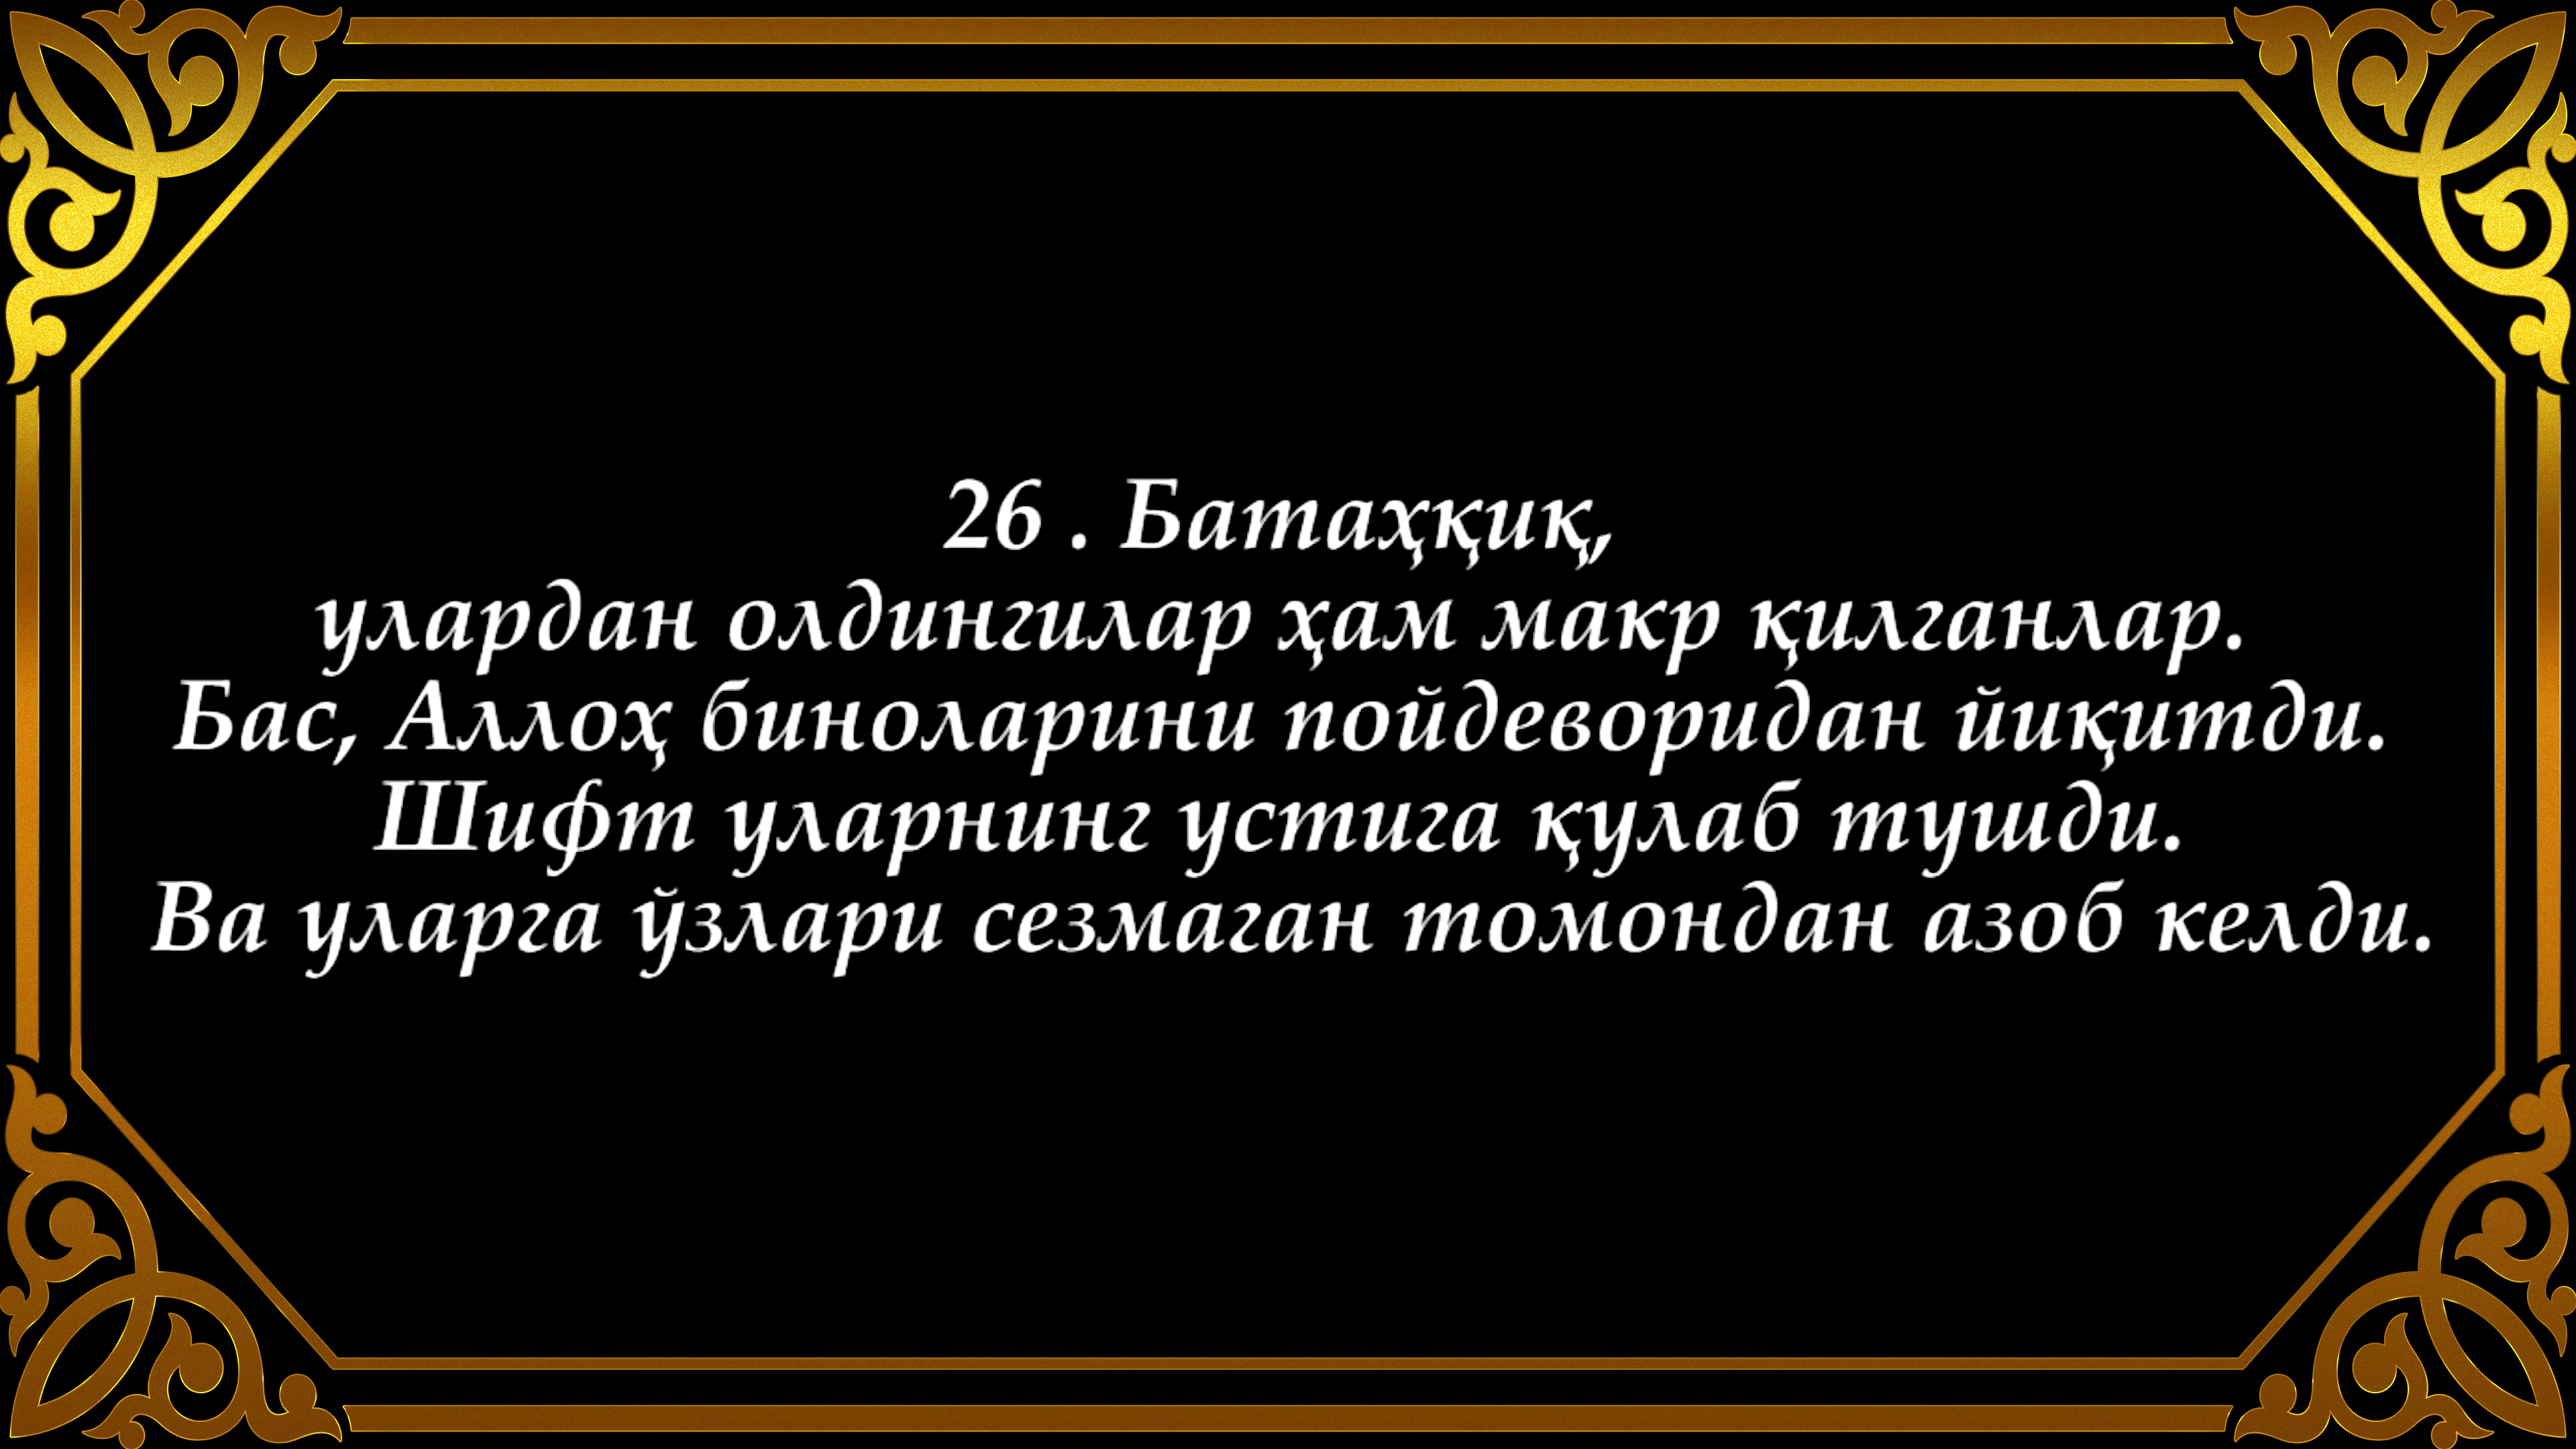 26 . Батаҳқиқ,
улардан олдингилар ҳам макр қилганлар.
Бас, Аллоҳ биноларини пойдеворидан йиқитди.
Шифт уларнинг устига қулаб тушди.
Ва уларга ўзлари сезмаган томондан азоб келди.